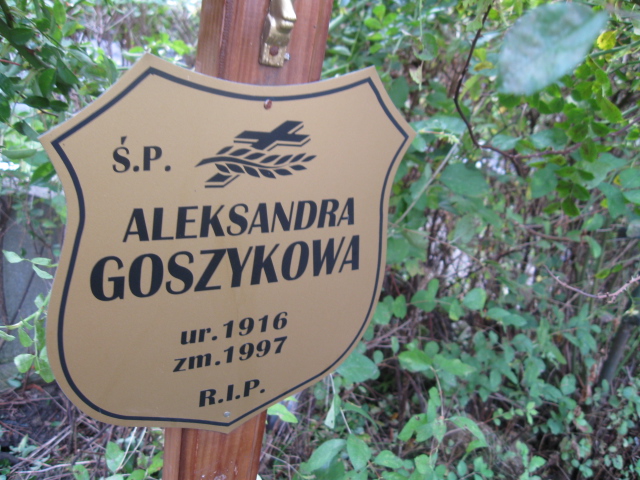 Ś.P.
ALEKSANDRA
GOSZYKOWA
ur.1916
zm.1997
R.I.P.